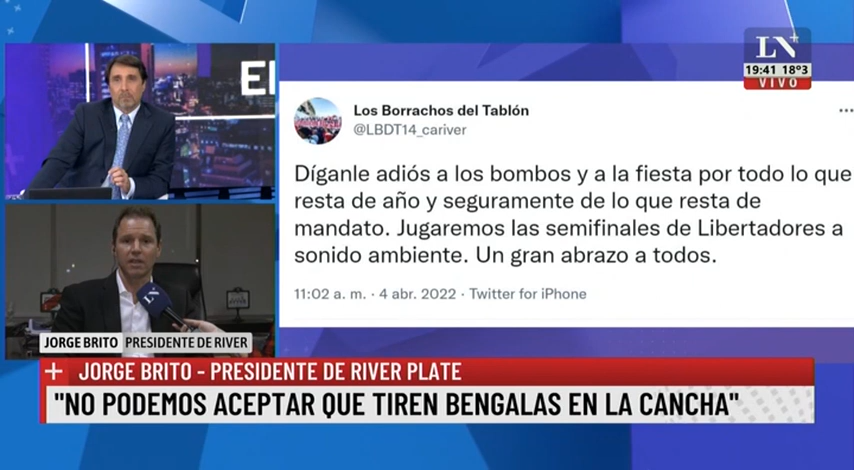 LN+
19:41 18°3
VIVO
EL
Los Borrachos del Tablón
@LBDT14_cariver
Díganle adiós a los bombos y a la fiesta por todo lo que
resta de año y seguramente de lo que resta de
mandato. Jugaremos las semifinales de Libertadores a
sonido ambiente. Un gran abrazo a todos.
11:02 a. m. · 4 abr. 2022 · Twitter for iPhone
LN
JORGE BRITO PRESIDENTE DE RIVER
+ JORGE BRITO - PRESIDENTE DE RIVER PLATE
"NO PODEMOS ACEPTAR QUE TIREN BENGALAS EN LA CANCHA"